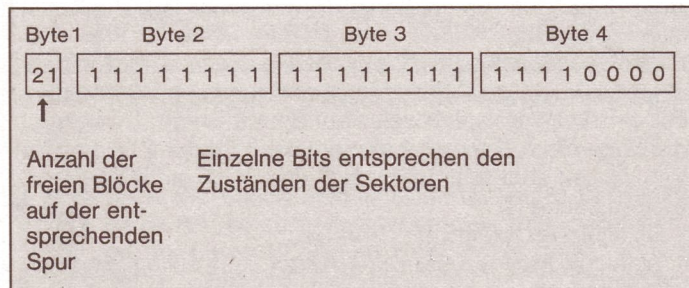 Byte1 Byte 2 Byte 3 Byte 4
21 1 1 1 1 1 1 1 1 1 1 1 1 1 1 1 1 1 1 1 1 0 0 0 0
Anzahl der
freien Blöcke
auf der ent-
sprechenden
Spur
Einzelne Bits entsprechen den
Zuständen der Sektoren